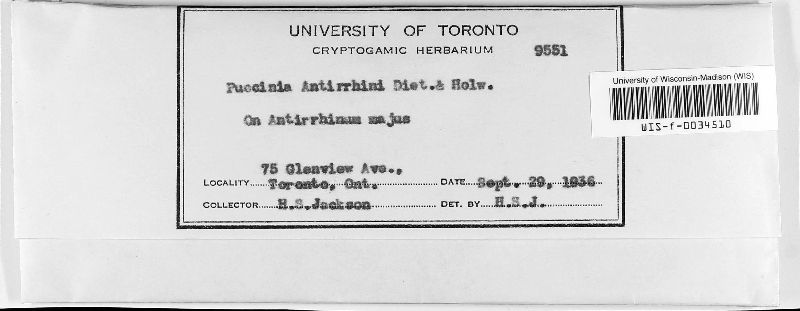 UNIVERSITY OF TORONTO
CRYPTOGAMIC HERBARIUM 9551
Puccinia Antirrhini Diet.& Holw.
On Antirrhinum majus
75 Glenview Ave.,
LOCALITY Toronto, Ont. DATE Sept. 29, 1936
COLLECTOR H.S.Jackson DET. BY H.S.J.
University of Wisconsin-Madison (WIS)
WIS-f-0034510